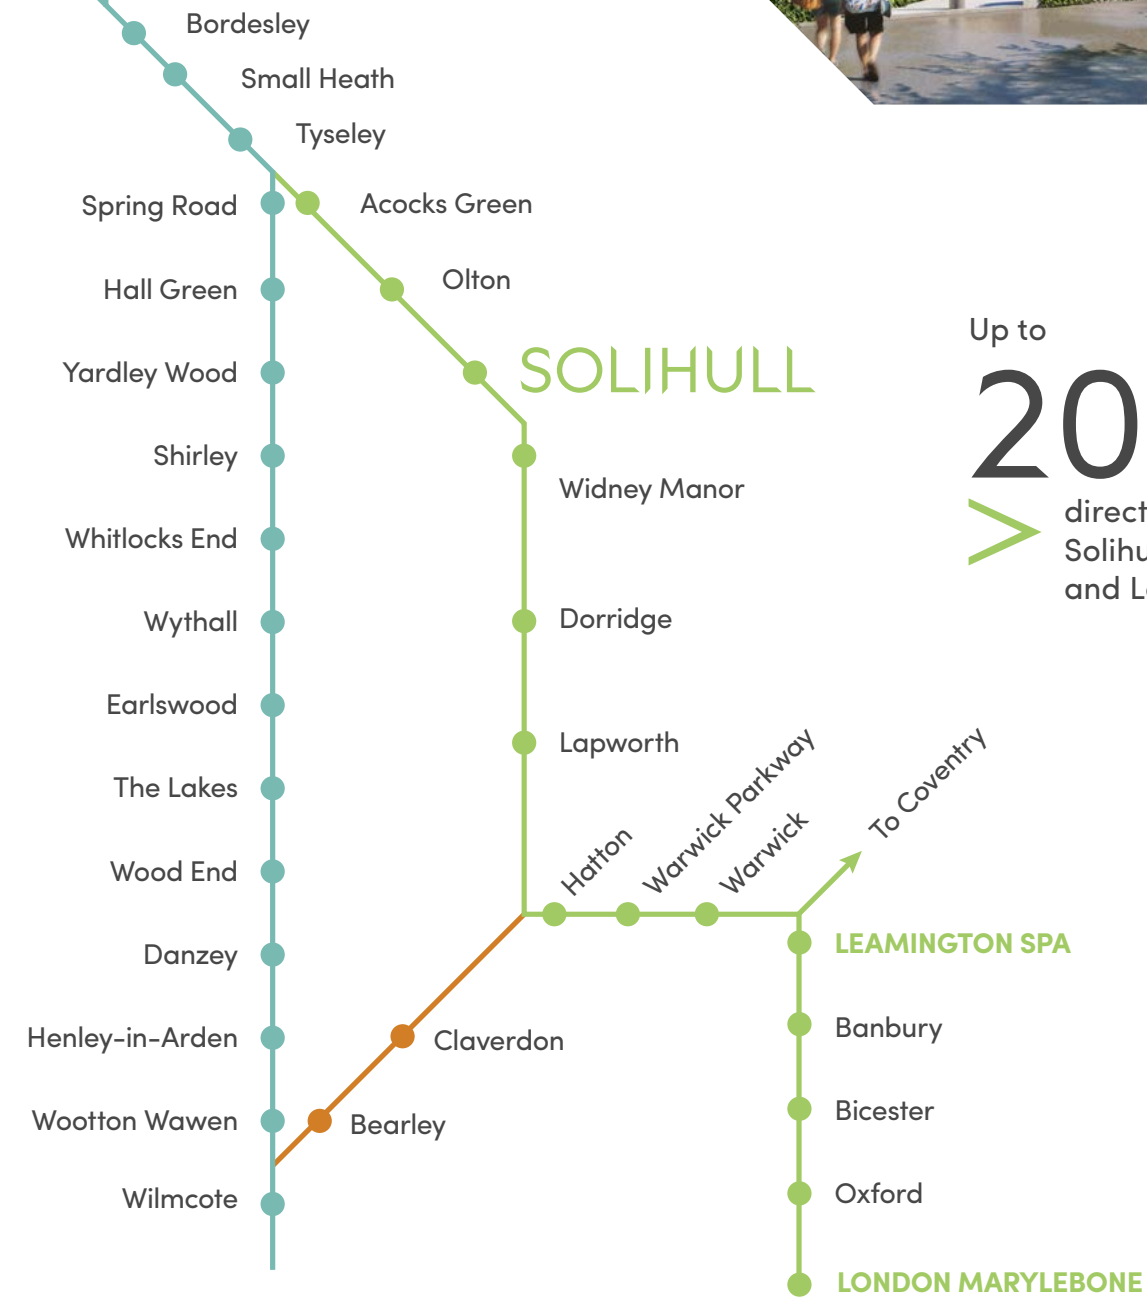 Bordesley
Small Heath
Tyseley
Spring Road
Acocks Green
Hall Green
Olton
Yardley Wood
SOLIHULL
Shirley
Widney Manor
Whitlocks End
Wythall
Dorridge
Earlswood
Lapworth
The Lakes
Wood End
Hatton
Warwick Parkway
Warwick
To Coventry
Danzey
LEAMINGTON SPA
Henley-in-Arden
Claverdon
Banbury
Wootton Wawen
Bearley
Bicester
Wilmcote
Oxford
LONDON MARYLEBONE
Up to
20
direct